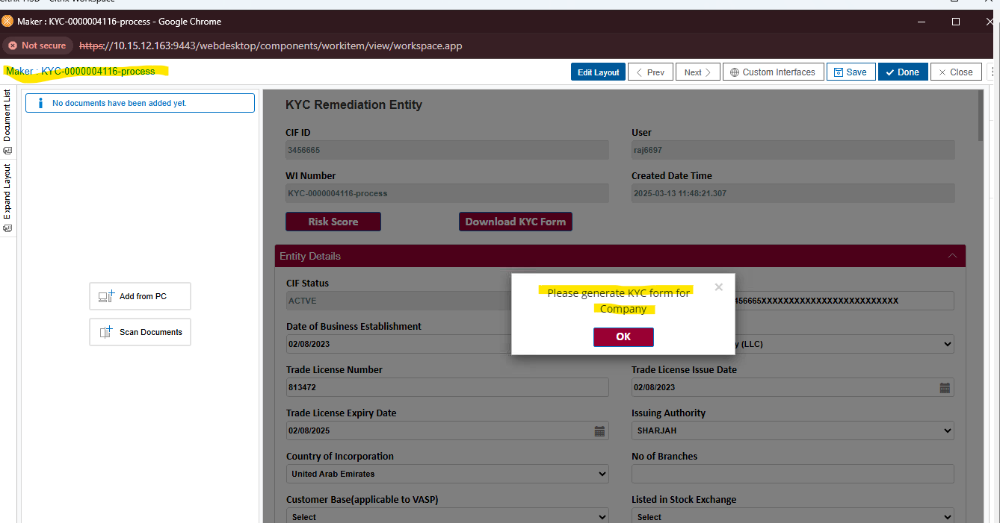 Maker : KYC-0000004116-process - Google Chrome
Not secure https://10.15.12.163:9443/webdesktop/components/workitem/view/workspace.app
Maker : KYC-0000004116-process
Edit Layout Prev Next Custom Interfaces Save Done Close
Document List
Expand Layout
No documents have been added yet.
Add from PC
Scan Documents
KYC Remediation Entity
CIF ID User
3456665 raj6697
WI Number Created Date Time
KYC-0000004116-process 2025-03-13 11:48:21.307
Risk Score Download KYC Form
Entity Details
CIF Status
ACTVE 456665XXXXXXXXXXXXXXXXXXXXXXXXX
Please generate KYC form for
Company
OK
Date of Business Establishment
02/08/2023 y (LLC)
Trade License Number Trade License Issue Date
813472 02/08/2023
Trade License Expiry Date Issuing Authority
02/08/2025 SHARJAH
Country of Incorporation No of Branches
United Arab Emirates
Customer Base(applicable to VASP) Listed in Stock Exchange
Select Select